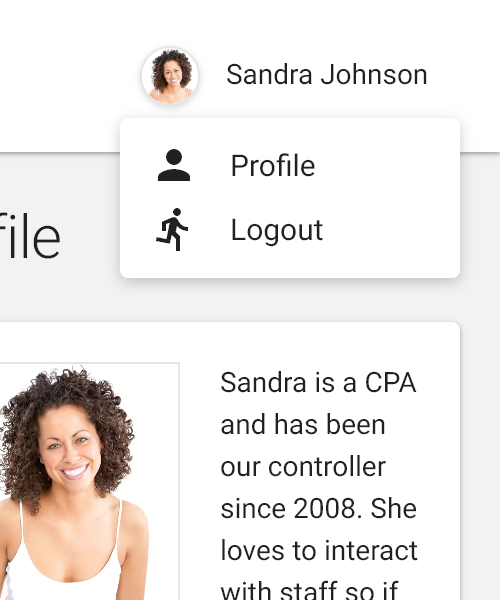 Sandra Johnson
Profile
Logout
file
Sandra is a CPA
and has been
our controller
since 2008. She
loves to interact
with staff so if